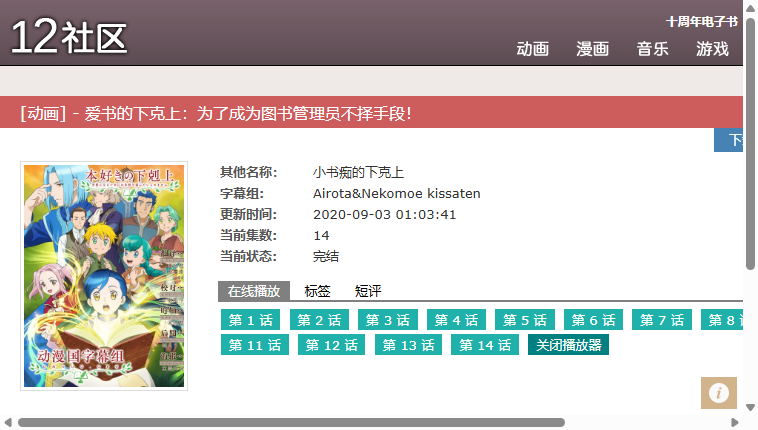 12社区
十周年电子书
动画 漫画 音乐 游戏
[动画] - 爱书的下克上：为了成为图书管理员不择手段！
本好きの下剋上
动漫国字幕组
其他名称： 小书痴的下克上
字幕组： Airota&Nekomoe kissaten
更新时间： 2020-09-03 01:03:41
当前集数： 14
当前状态： 完结
在线播放 标签 短评
第 1 话 第 2 话 第 3 话 第 4 话 第 5 话 第 6 话 第 7 话 第 8
第 11 话 第 12 话 第 13 话 第 14 话 关闭播放器